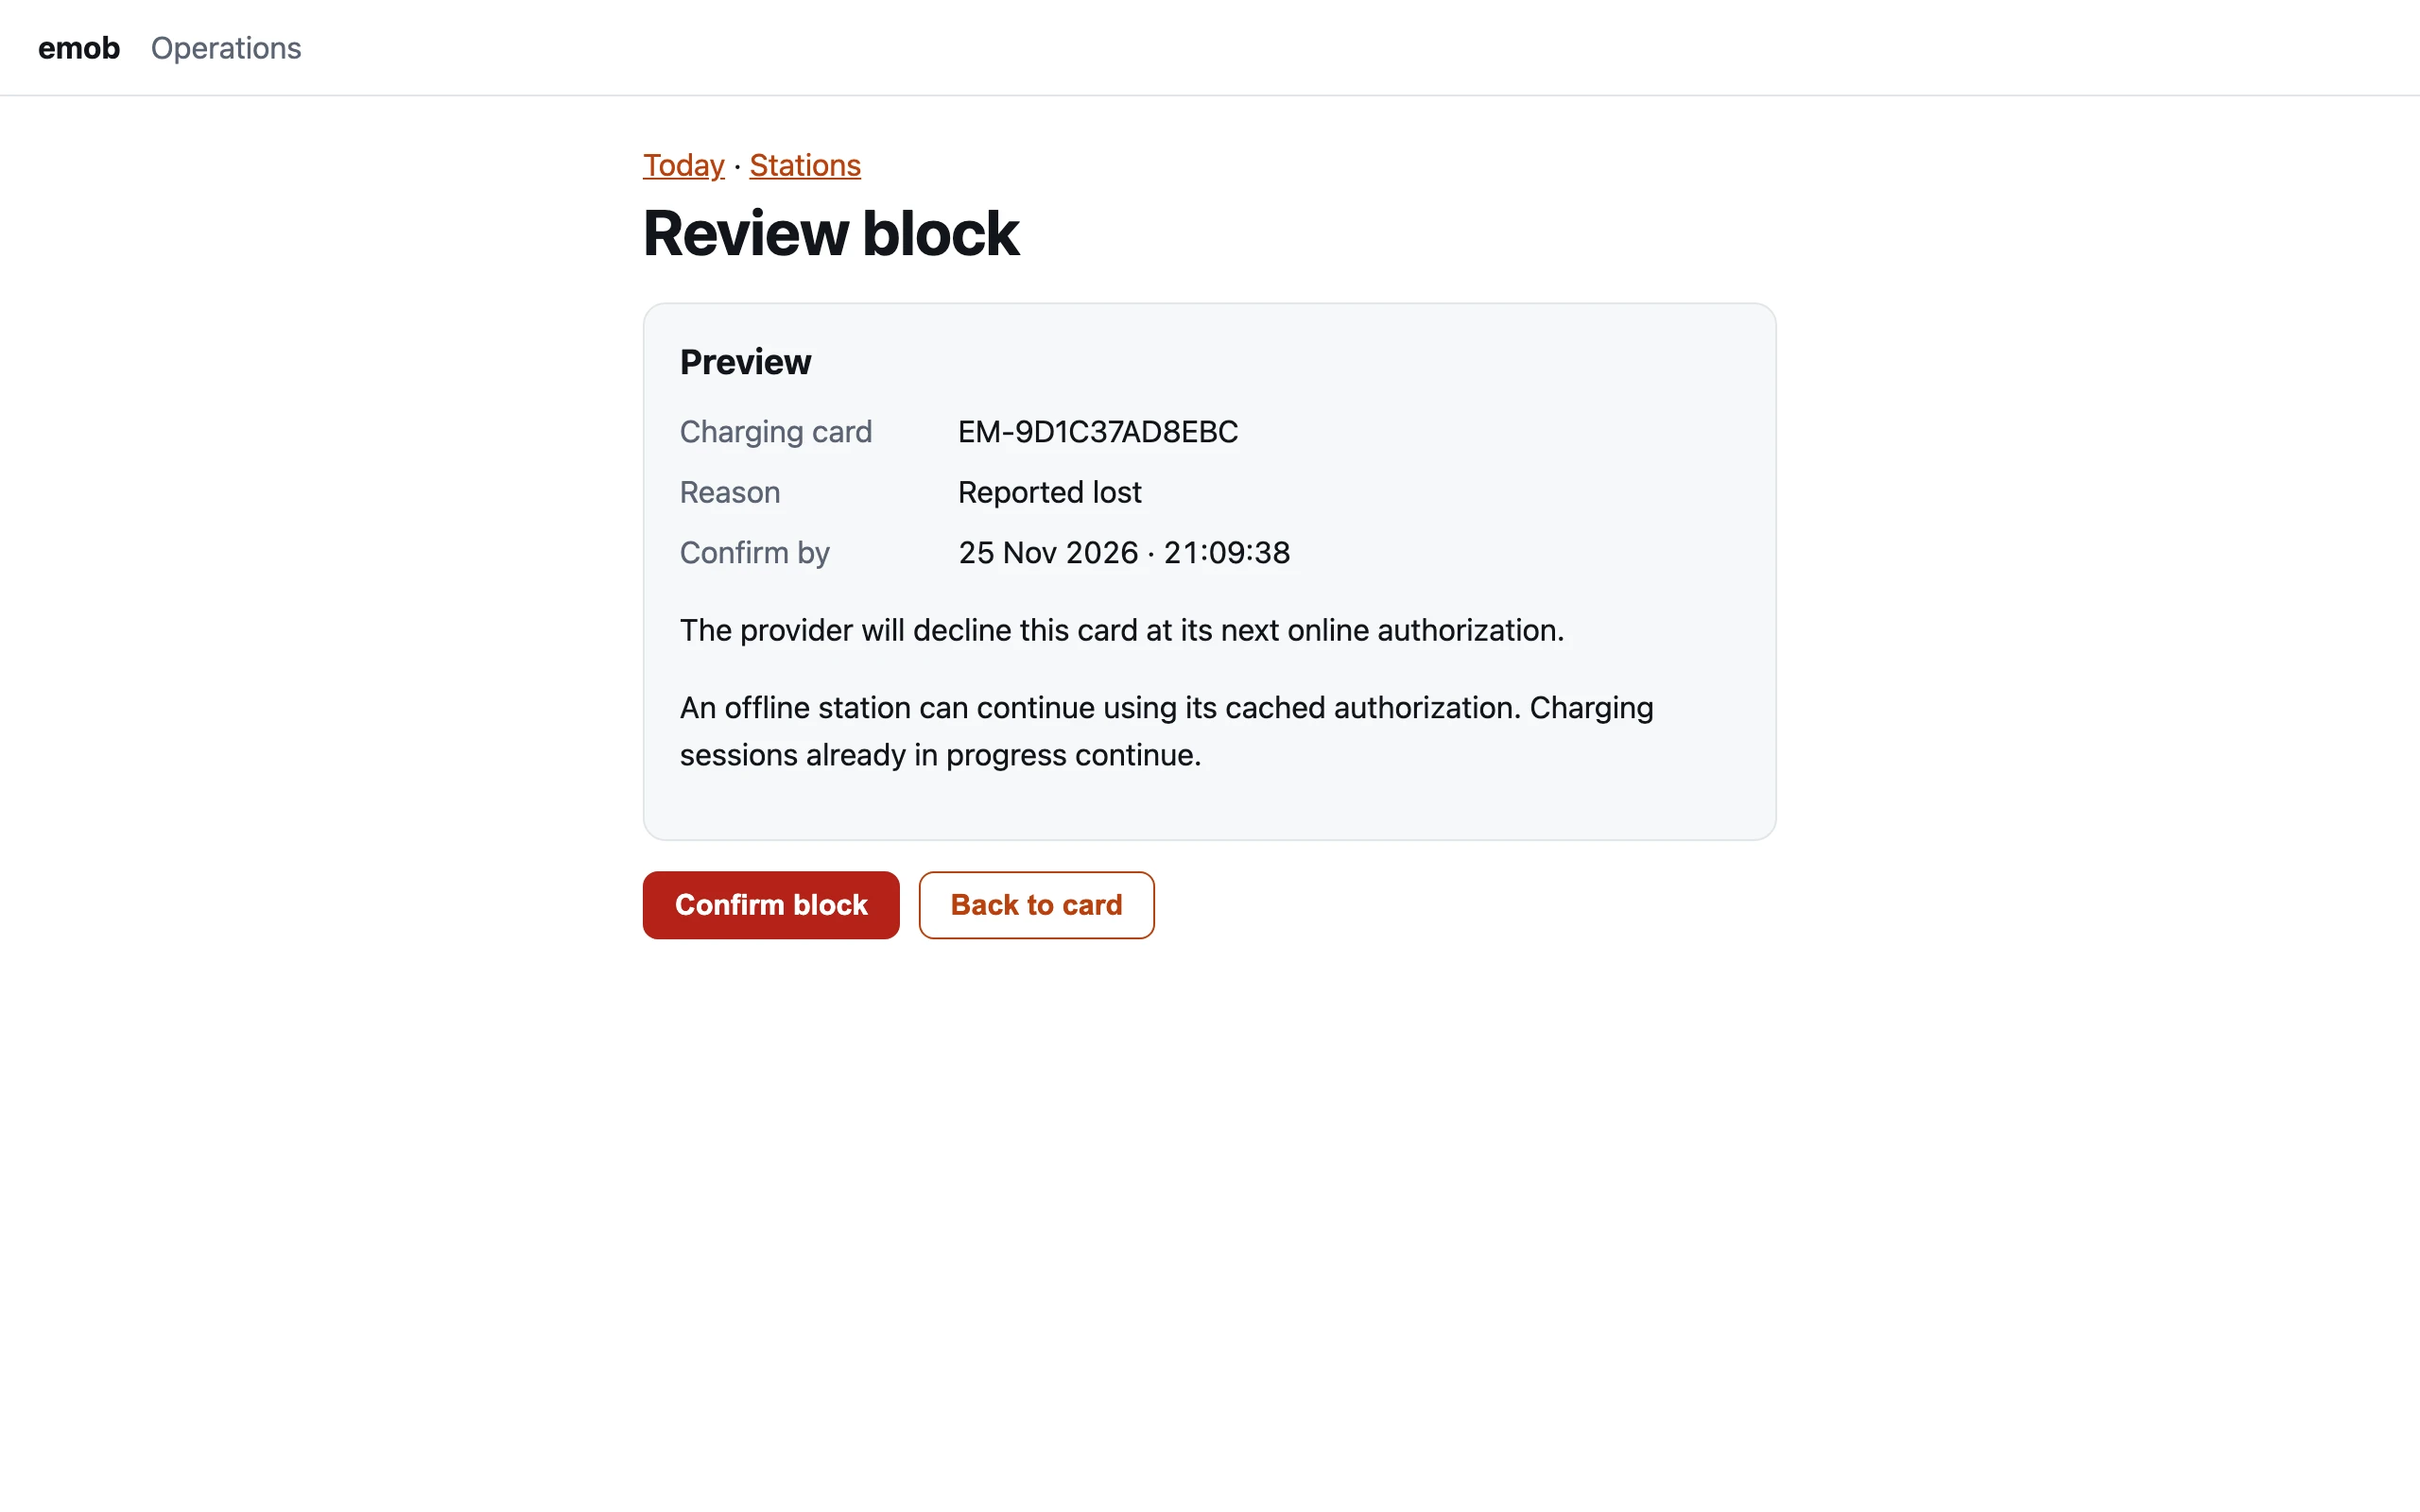 emob Operations
Today · Stations
Review block
Preview
Charging card EM-9D1C37AD8EBC
Reason Reported lost
Confirm by 25 Nov 2026 · 21:09:38
The provider will decline this card at its next online authorization.
An offline station can continue using its cached authorization. Charging
sessions already in progress continue.
Confirm block Back to card